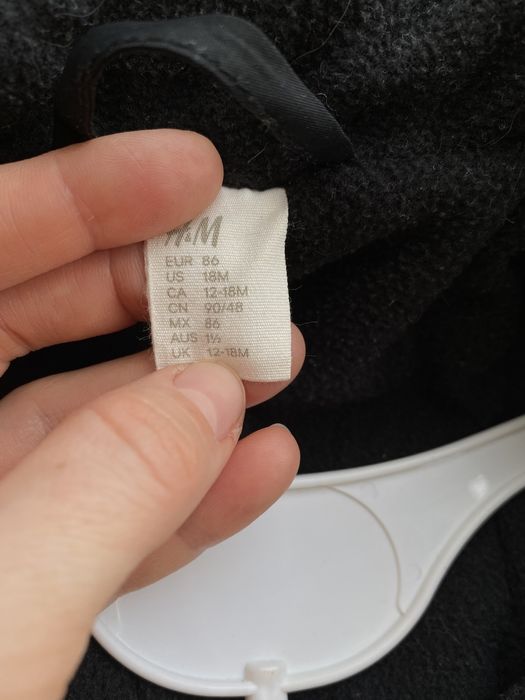 H&M
EUR 86
US 18M
CA 12-18M
CN 90/48
MX 86
AUS 1½
UK 12-18M